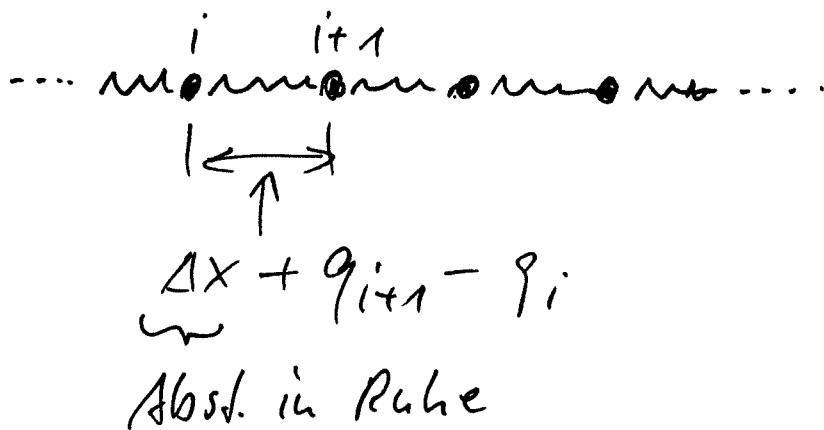 i i+1
Δx + q_{i+1} - q_i
Abst. in Ruhe